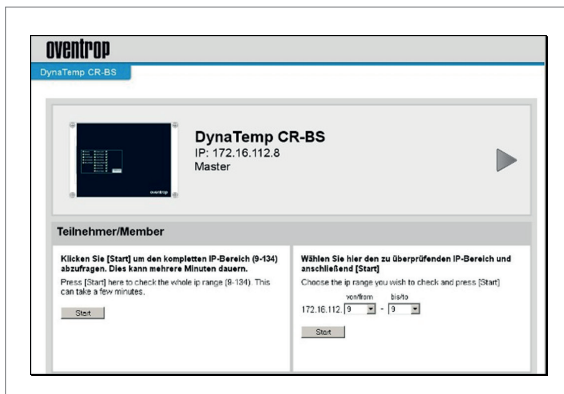 oventrop
DynaTemp CR-BS
DynaTemp CR-BS
IP: 172.16.112.8
Master
oventrop
Teilnehmer/Member
Klicken Sie [Start] um den kompletten IP-Bereich (9-134)
abzufragen. Dies kann mehrere Minuten dauern.
Press [Start] here to check the whole ip range (9-134). This
can take a few minutes.
Start
Wählen Sie hier den zu überprüfenden IP-Bereich und
anschließend [Start]
Choose the ip range you wish to check and press [Start]
von/from bis/to
172.16.112. 9 - 9
Start